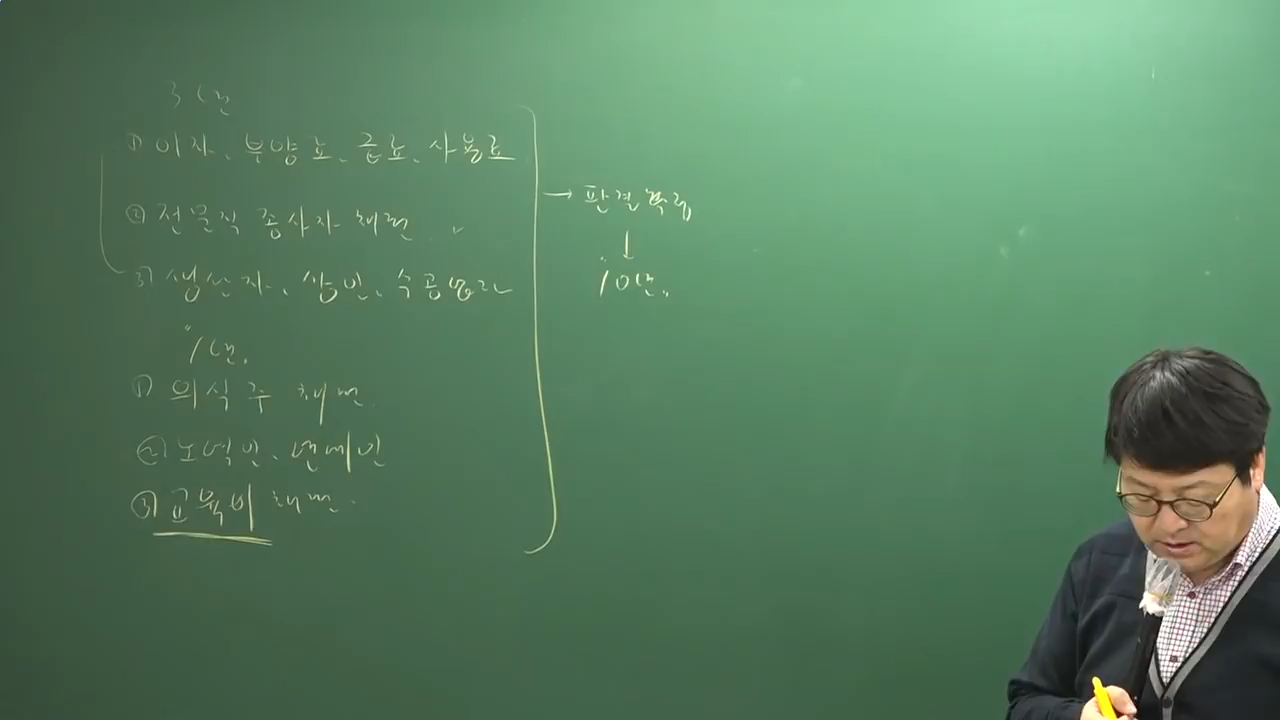 3년
① 이자, 부양료, 급료, 사용료
② 전문직 종사자 채권
③ 생산자, 상인, 수공업자
1년.
① 의식주 채권
② 노역인, 연예인
③ 교육비 채권
→ 판결확정
↓
10년.